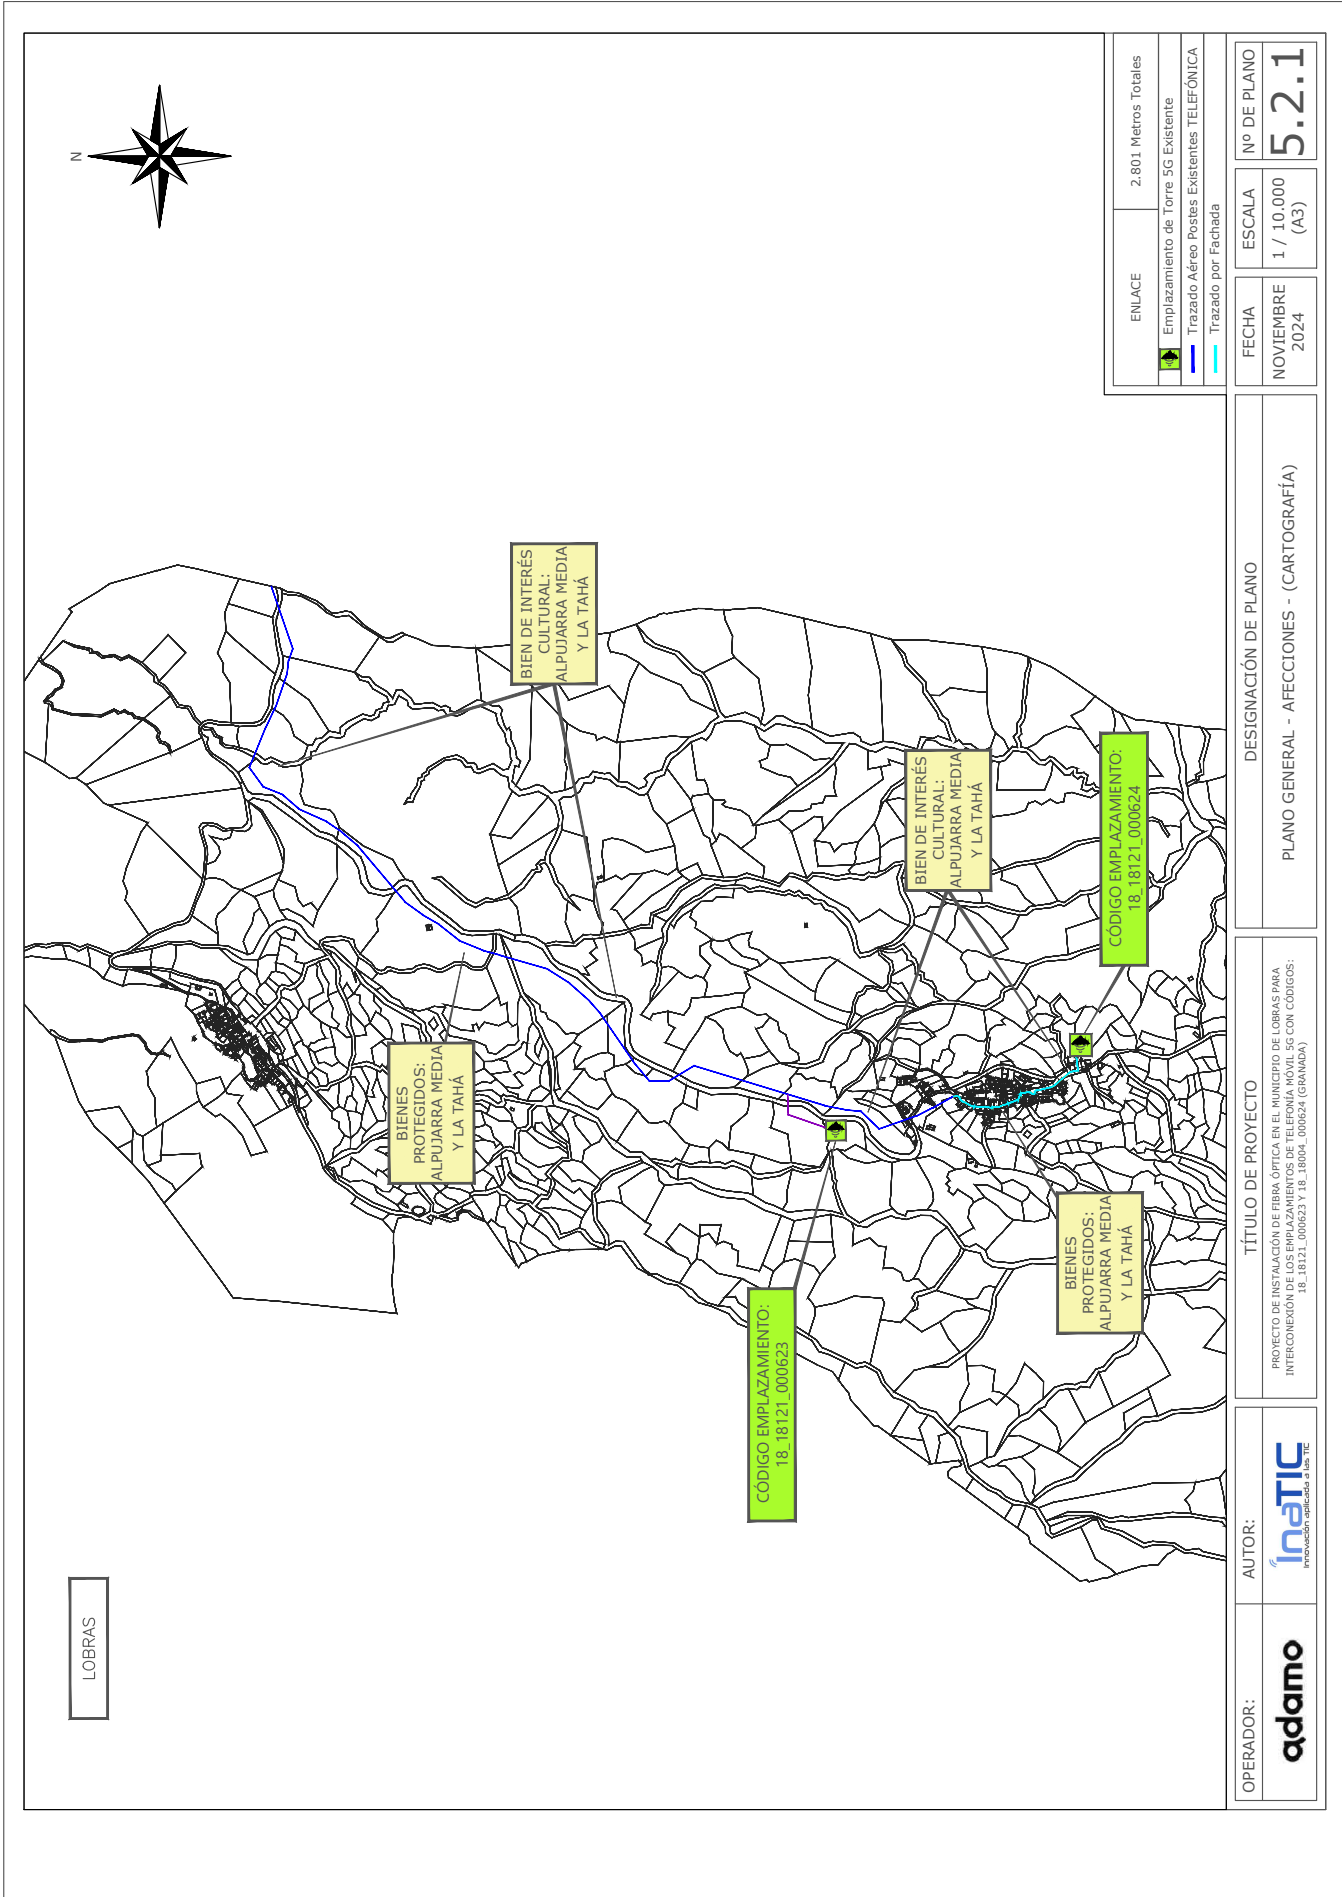 LOBRAS
N
BIEN DE INTERÉS
CULTURAL:
ALPUJARRA MEDIA
Y LA TAHÁ
BIENES
PROTEGIDOS:
ALPUJARRA MEDIA
Y LA TAHÁ
CÓDIGO EMPLAZAMIENTO:
18_18121_000623
BIEN DE INTERÉS
CULTURAL:
ALPUJARRA MEDIA
Y LA TAHÁ
CÓDIGO EMPLAZAMIENTO:
18_18121_000624
BIENES
PROTEGIDOS:
ALPUJARRA MEDIA
Y LA TAHÁ
ENLACE
2.801 Metros Totales
Emplazamiento de Torre 5G Existente
Trazado Aéreo Postes Existentes TELEFÓNICA
Trazado por Fachada
OPERADOR:
adamo
AUTOR:
InaTIC
Innovación aplicada a las TIC
TÍTULO DE PROYECTO
PROYECTO DE INSTALACIÓN DE FIBRA ÓPTICA EN EL MUNICIPIO DE LOBRAS PARA
INTERCONEXIÓN DE LOS EMPLAZAMIENTOS DE TELEFONÍA MÓVIL 5G CON CÓDIGOS:
18_18121_000623 Y 18_18004_000624 (GRANADA)
DESIGNACIÓN DE PLANO
PLANO GENERAL - AFECCIONES - (CARTOGRAFÍA)
FECHA
NOVIEMBRE
2024
ESCALA
1 / 10.000
(A3)
Nº DE PLANO
5.2.1